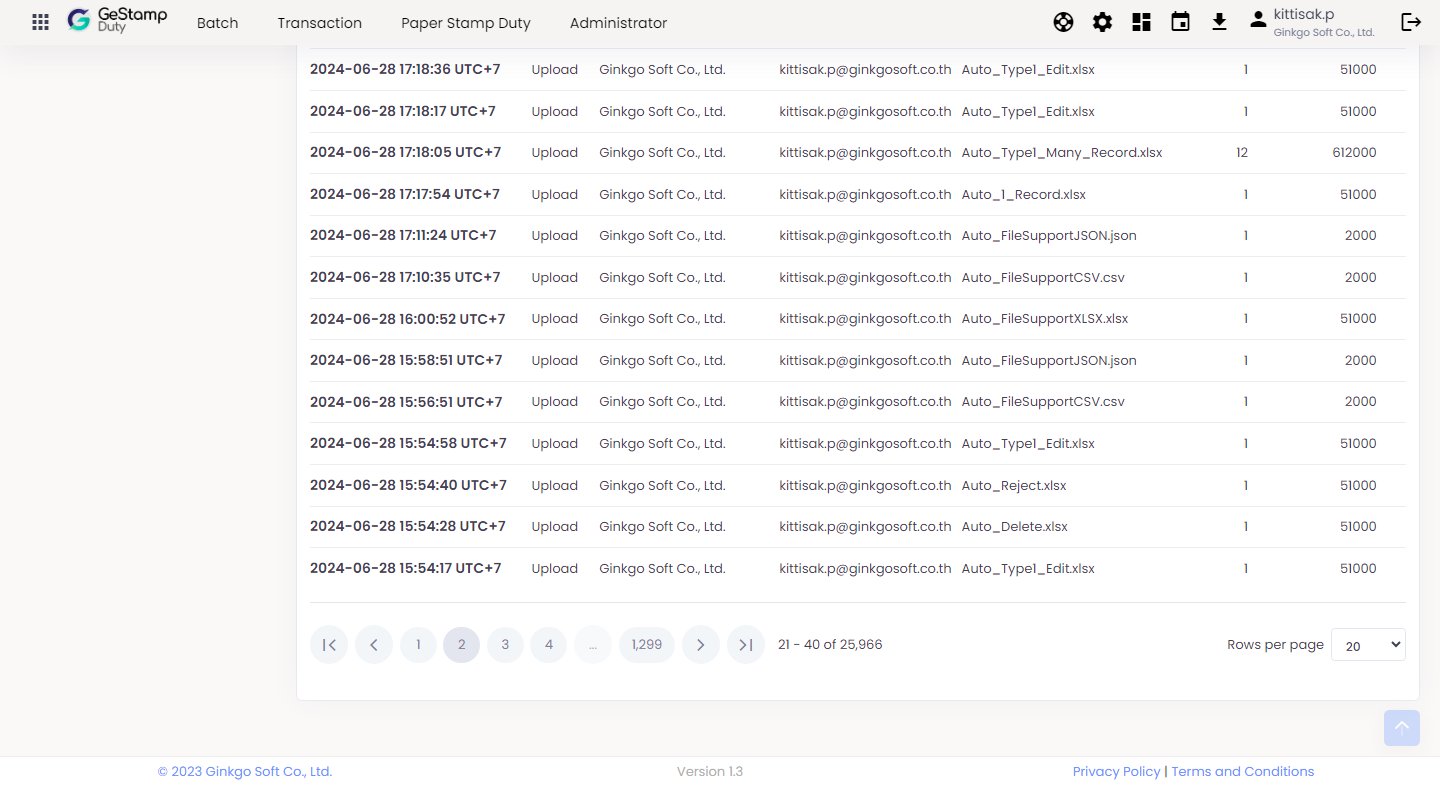 GeStamp
Duty
Batch Transaction Paper Stamp Duty Administrator
kittisak.p
Ginkgo Soft Co., Ltd.
2024-06-28 17:18:36 UTC+7 Upload Ginkgo Soft Co., Ltd. kittisak.p@ginkgosoft.co.th Auto_Type1_Edit.xlsx 1 51000
2024-06-28 17:18:17 UTC+7 Upload Ginkgo Soft Co., Ltd. kittisak.p@ginkgosoft.co.th Auto_Type1_Edit.xlsx 1 51000
2024-06-28 17:18:05 UTC+7 Upload Ginkgo Soft Co., Ltd. kittisak.p@ginkgosoft.co.th Auto_Type1_Many_Record.xlsx 12 612000
2024-06-28 17:17:54 UTC+7 Upload Ginkgo Soft Co., Ltd. kittisak.p@ginkgosoft.co.th Auto_1_Record.xlsx 1 51000
2024-06-28 17:11:24 UTC+7 Upload Ginkgo Soft Co., Ltd. kittisak.p@ginkgosoft.co.th Auto_FileSupportJSON.json 1 2000
2024-06-28 17:10:35 UTC+7 Upload Ginkgo Soft Co., Ltd. kittisak.p@ginkgosoft.co.th Auto_FileSupportCSV.csv 1 2000
2024-06-28 16:00:52 UTC+7 Upload Ginkgo Soft Co., Ltd. kittisak.p@ginkgosoft.co.th Auto_FileSupportXLSX.xlsx 1 51000
2024-06-28 15:58:51 UTC+7 Upload Ginkgo Soft Co., Ltd. kittisak.p@ginkgosoft.co.th Auto_FileSupportJSON.json 1 2000
2024-06-28 15:56:51 UTC+7 Upload Ginkgo Soft Co., Ltd. kittisak.p@ginkgosoft.co.th Auto_FileSupportCSV.csv 1 2000
2024-06-28 15:54:58 UTC+7 Upload Ginkgo Soft Co., Ltd. kittisak.p@ginkgosoft.co.th Auto_Type1_Edit.xlsx 1 51000
2024-06-28 15:54:40 UTC+7 Upload Ginkgo Soft Co., Ltd. kittisak.p@ginkgosoft.co.th Auto_Reject.xlsx 1 51000
2024-06-28 15:54:28 UTC+7 Upload Ginkgo Soft Co., Ltd. kittisak.p@ginkgosoft.co.th Auto_Delete.xlsx 1 51000
2024-06-28 15:54:17 UTC+7 Upload Ginkgo Soft Co., Ltd. kittisak.p@ginkgosoft.co.th Auto_Type1_Edit.xlsx 1 51000
1 2 3 4 ... 1,299 21 - 40 of 25,966 Rows per page 20
© 2023 Ginkgo Soft Co., Ltd. Version 1.3 Privacy Policy | Terms and Conditions